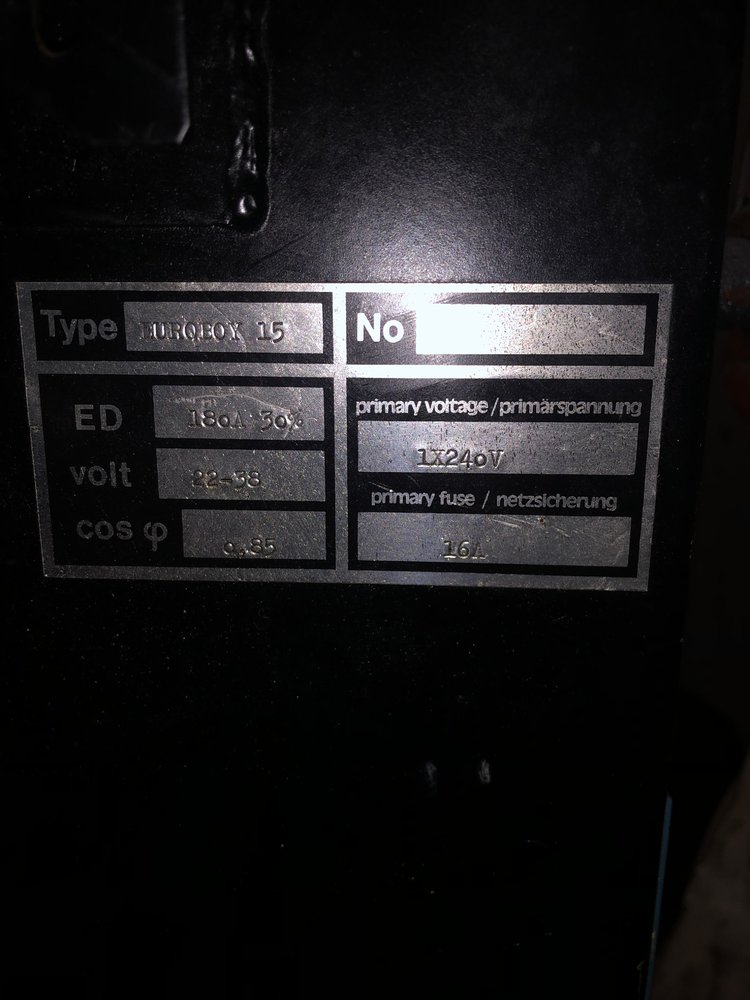 Type EUROBOY 15
No
ED 180A 30%
volt 22-38
cos φ 0,85
primary voltage/primärspannung
1X240V
primary fuse / netzsicherung
16A